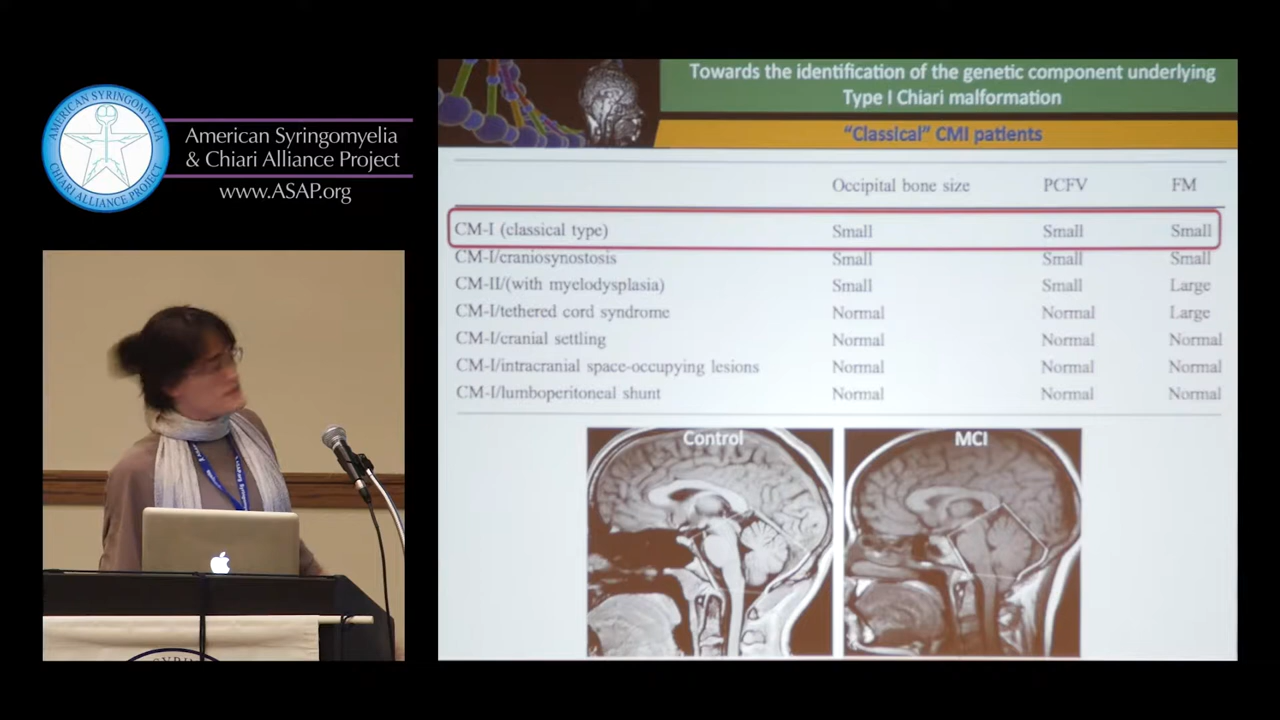 AMERICAN SYRINGOMYELIA
CHIARI ALLIANCE PROJECT
American Syringomyelia
& Chiari Alliance Project
www.ASAP.org
Towards the identification of the genetic component underlying
Type I Chiari malformation
“Classical” CMI patients
Occipital bone size PCFV FM
CM-I (classical type) Small Small Small
CM-I/craniosynostosis Small Small Small
CM-II/(with myelodysplasia) Small Small Large
CM-I/tethered cord syndrome Normal Normal Large
CM-I/cranial settling Normal Normal Normal
CM-I/intracranial space-occupying lesions Normal Normal Normal
CM-I/lumboperitoneal shunt Normal Normal Normal
Control MCI